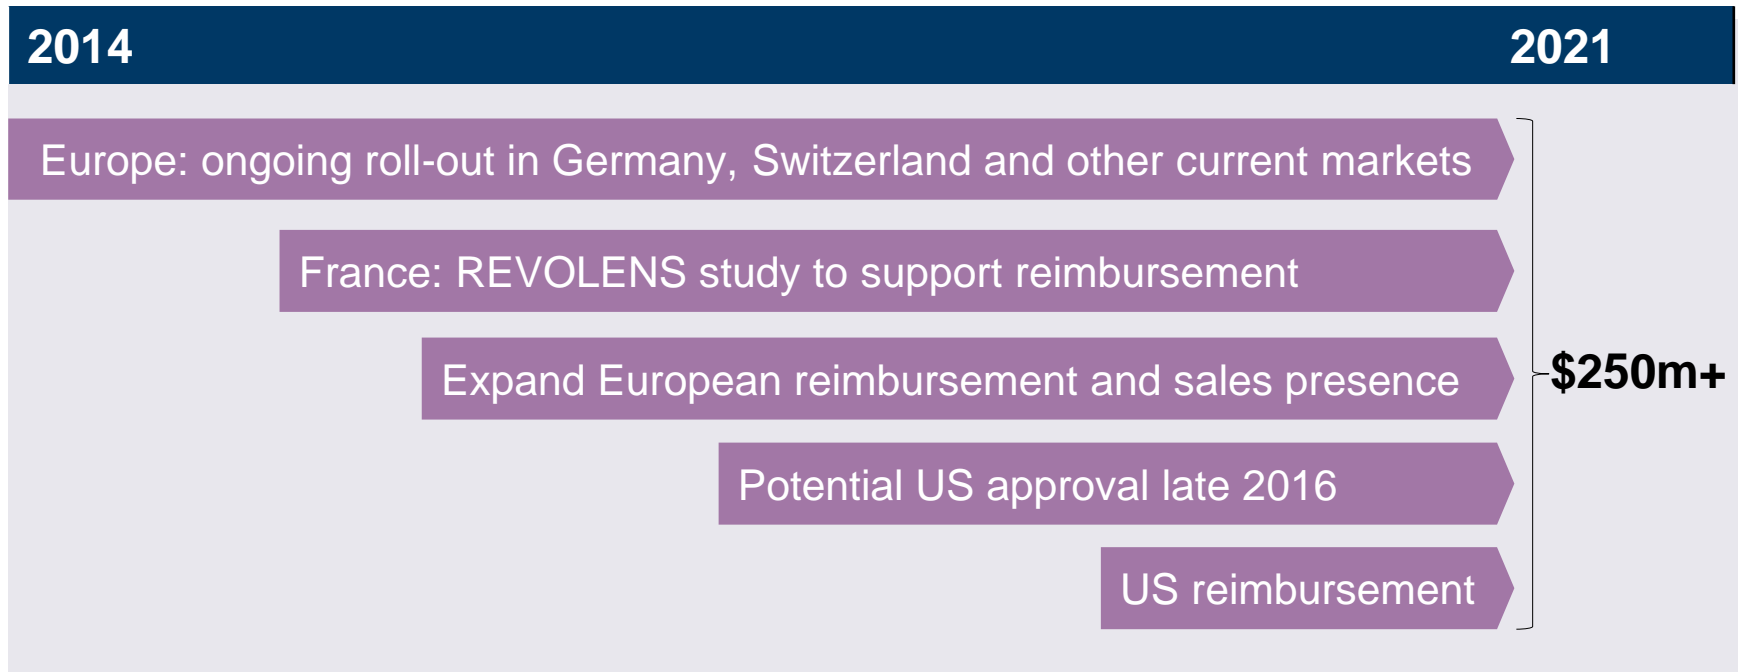 2014 2021
Europe: ongoing roll-out in Germany, Switzerland and other current markets
France: REVOLENS study to support reimbursement
Expand European reimbursement and sales presence
$250m+
Potential US approval late 2016
US reimbursement